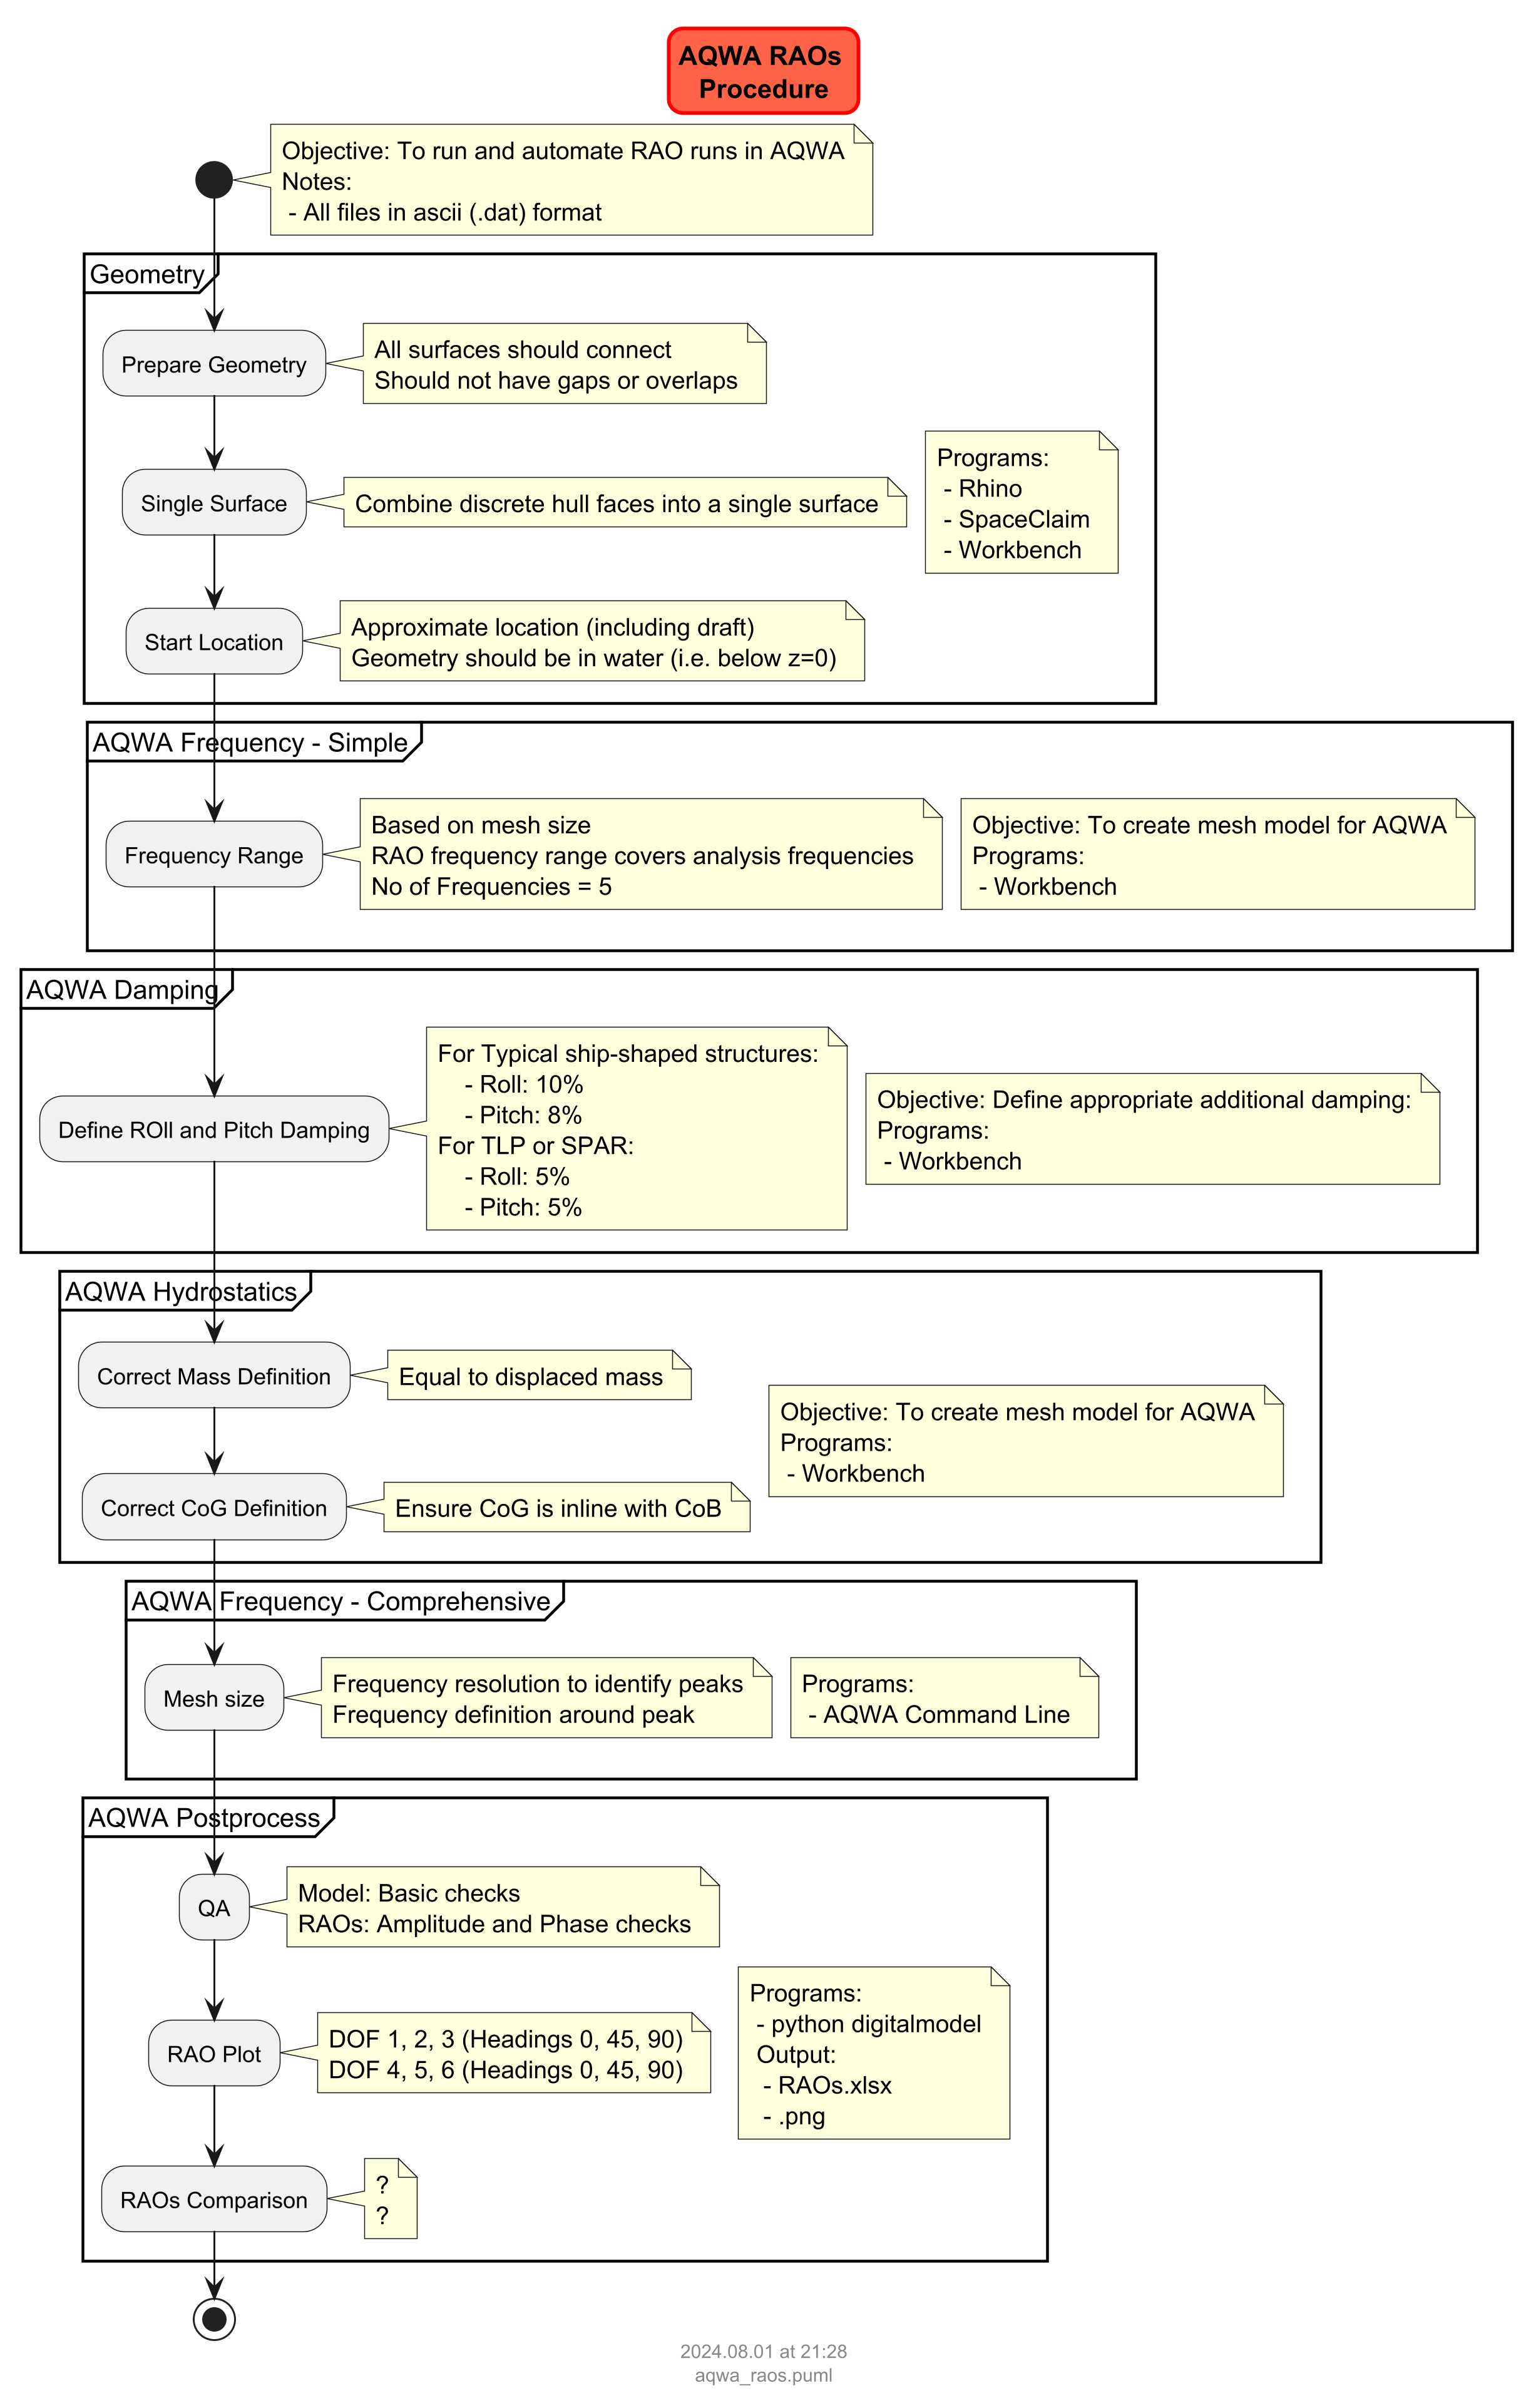 AQWA RAOs
Procedure
Objective: To run and automate RAO runs in AQWA
Notes:
- All files in ascii (.dat) format
Geometry
Prepare Geometry
All surfaces should connect
Should not have gaps or overlaps
Single Surface
Combine discrete hull faces into a single surface
Programs:
- Rhino
- SpaceClaim
- Workbench
Start Location
Approximate location (including draft)
Geometry should be in water (i.e. below z=0)
AQWA Frequency - Simple
Frequency Range
Based on mesh size
RAO frequency range covers analysis frequencies
No of Frequencies = 5
Objective: To create mesh model for AQWA
Programs:
- Workbench
AQWA Damping
Define ROll and Pitch Damping
For Typical ship-shaped structures:
- Roll: 10%
- Pitch: 8%
For TLP or SPAR:
- Roll: 5%
- Pitch: 5%
Objective: Define appropriate additional damping:
Programs:
- Workbench
AQWA Hydrostatics
Correct Mass Definition
Equal to displaced mass
Objective: To create mesh model for AQWA
Programs:
- Workbench
Correct CoG Definition
Ensure CoG is inline with CoB
AQWA Frequency - Comprehensive
Mesh size
Frequency resolution to identify peaks
Frequency definition around peak
Programs:
- AQWA Command Line
AQWA Postprocess
QA
Model: Basic checks
RAOs: Amplitude and Phase checks
RAO Plot
DOF 1, 2, 3 (Headings 0, 45, 90)
DOF 4, 5, 6 (Headings 0, 45, 90)
Programs:
- python digitalmodel
Output:
- RAOs.xlsx
- .png
RAOs Comparison
?
?
2024.08.01 at 21:28
aqwa_raos.puml